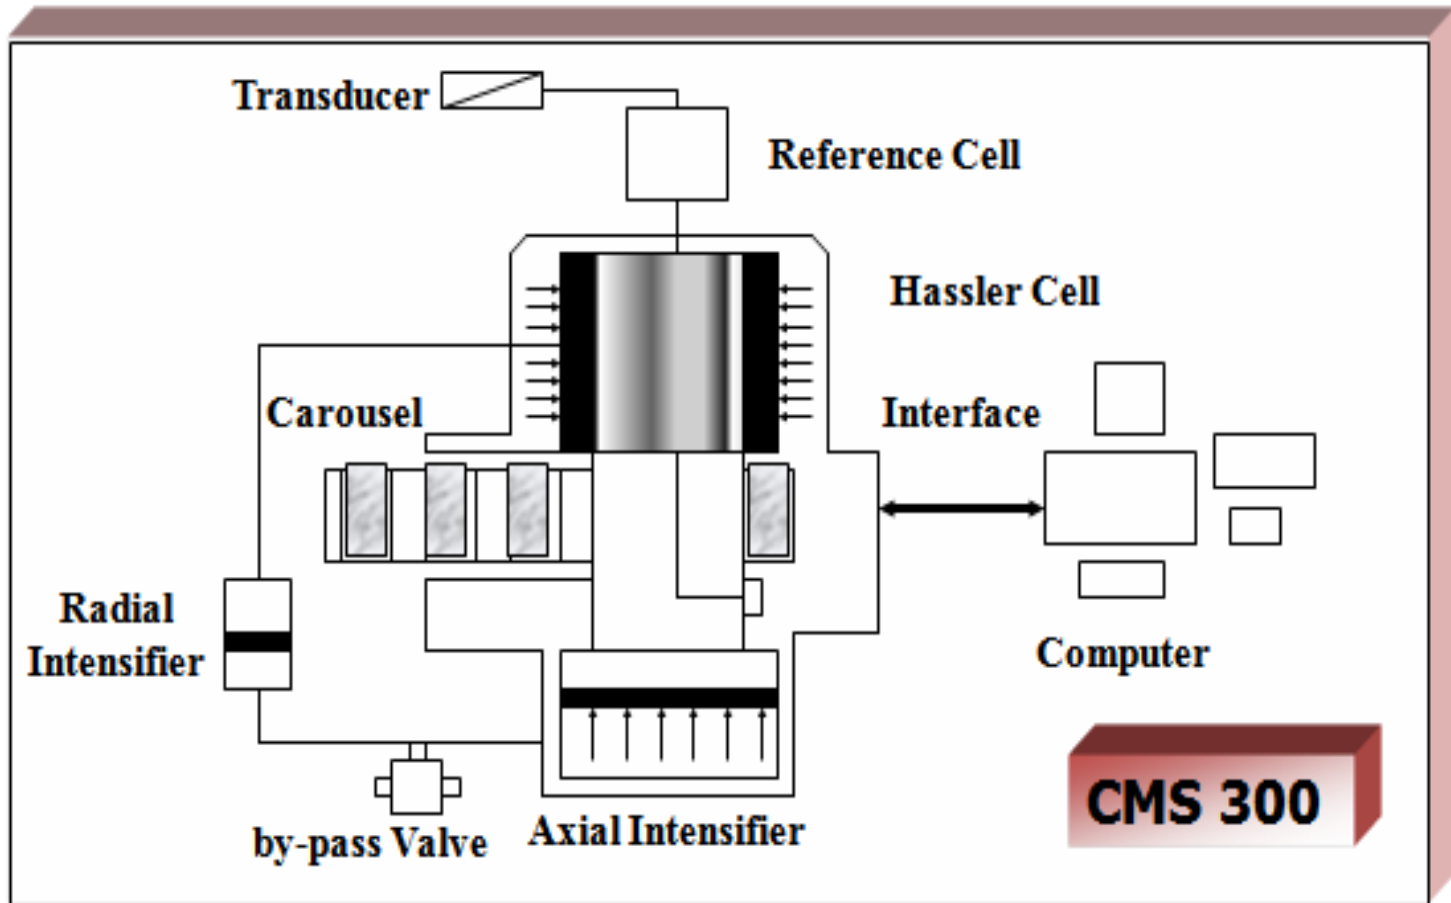 Transducer
Reference Cell
Hassler Cell
Carousel
Interface
Radial
Intensifier
Computer
by-pass Valve
Axial Intensifier
CMS 300